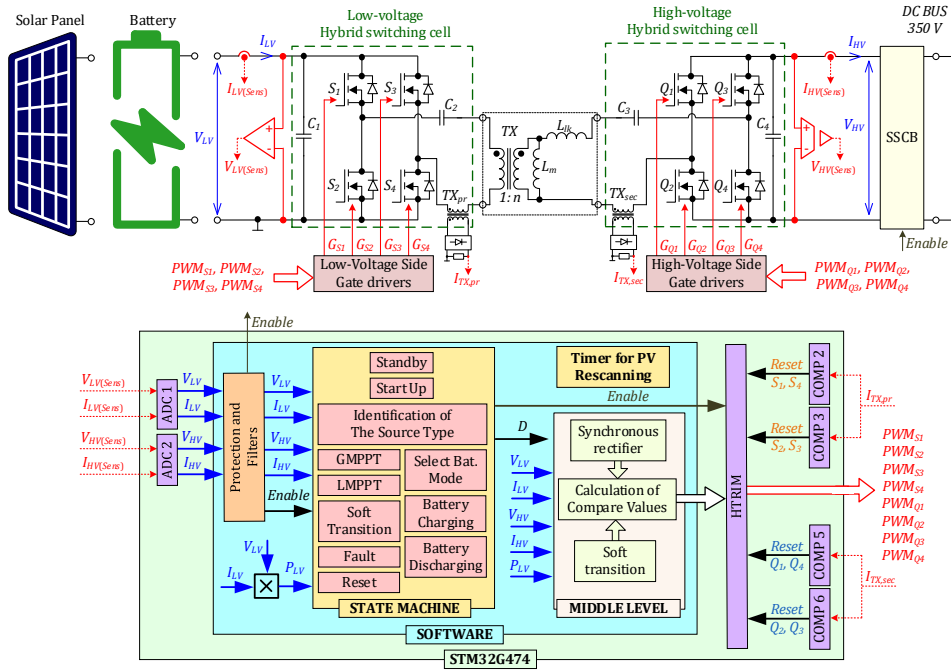 Solar Panel
Battery
Low-voltage
Hybrid switching cell
High-voltage
Hybrid switching cell
DC BUS
350 V
I_LV
I_LV(Sens)
V_LV
V_LV(Sens)
+
−
C_1
S_1
S_3
S_2
S_4
C_2
TX_pr
TX
1:n
L_lk
L_m
C_3
TX_sec
Q_1
Q_3
Q_2
Q_4
C_4
+
−
I_HV
I_HV(Sens)
V_HV
V_HV(Sens)
SSCB
Enable
G_S1 G_S2 G_S3 G_S4
Low-Voltage Side
Gate drivers
PWM_S1, PWM_S2,
PWM_S3, PWM_S4
I_TX,pr
I_TX,sec
G_Q1 G_Q2 G_Q3 G_Q4
High-Voltage Side
Gate drivers
PWM_Q1, PWM_Q2,
PWM_Q3, PWM_Q4
Enable
V_LV(Sens)
I_LV(Sens)
V_HV(Sens)
I_HV(Sens)
ADC 1
ADC 2
V_LV
I_LV
V_HV
I_HV
Protection and
Filters
V_LV
I_LV
V_HV
I_HV
Enable
V_LV
I_LV
×
P_LV
Standby
Start Up
Identification of
The Source Type
GMPPT
LMPPT
Soft
Transition
Fault
Reset
Select Bat.
Mode
Battery
Charging
Battery
Discharging
STATE MACHINE
Timer for PV
Rescanning
Enable
D
V_LV
I_LV
V_HV
I_HV
P_LV
Synchronous
rectifier
Calculation of
Compare Values
Soft
transition
MIDDLE LEVEL
SOFTWARE
STM32G474
HTRIM
Reset
S_1, S_4
COMP 2
Reset
S_2, S_3
COMP 3
I_TX,pr
PWM_S1
PWM_S2
PWM_S3
PWM_S4
PWM_Q1
PWM_Q2
PWM_Q3
PWM_Q4
Reset
Q_1, Q_4
COMP 5
Reset
Q_2, Q_3
COMP 6
I_TX,sec